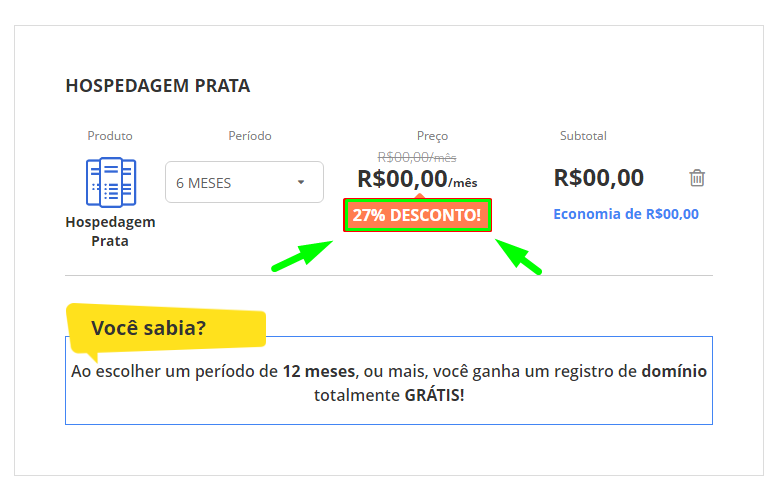 HOSPEDAGEM PRATA
Produto Período Preço Subtotal
R$00,00/mês
6 MESES R$00,00/mês R$00,00
Hospedagem
Prata
27% DESCONTO! Economia de R$00,00
Você sabia?
Ao escolher um período de 12 meses, ou mais, você ganha um registro de domínio
totalmente GRÁTIS!